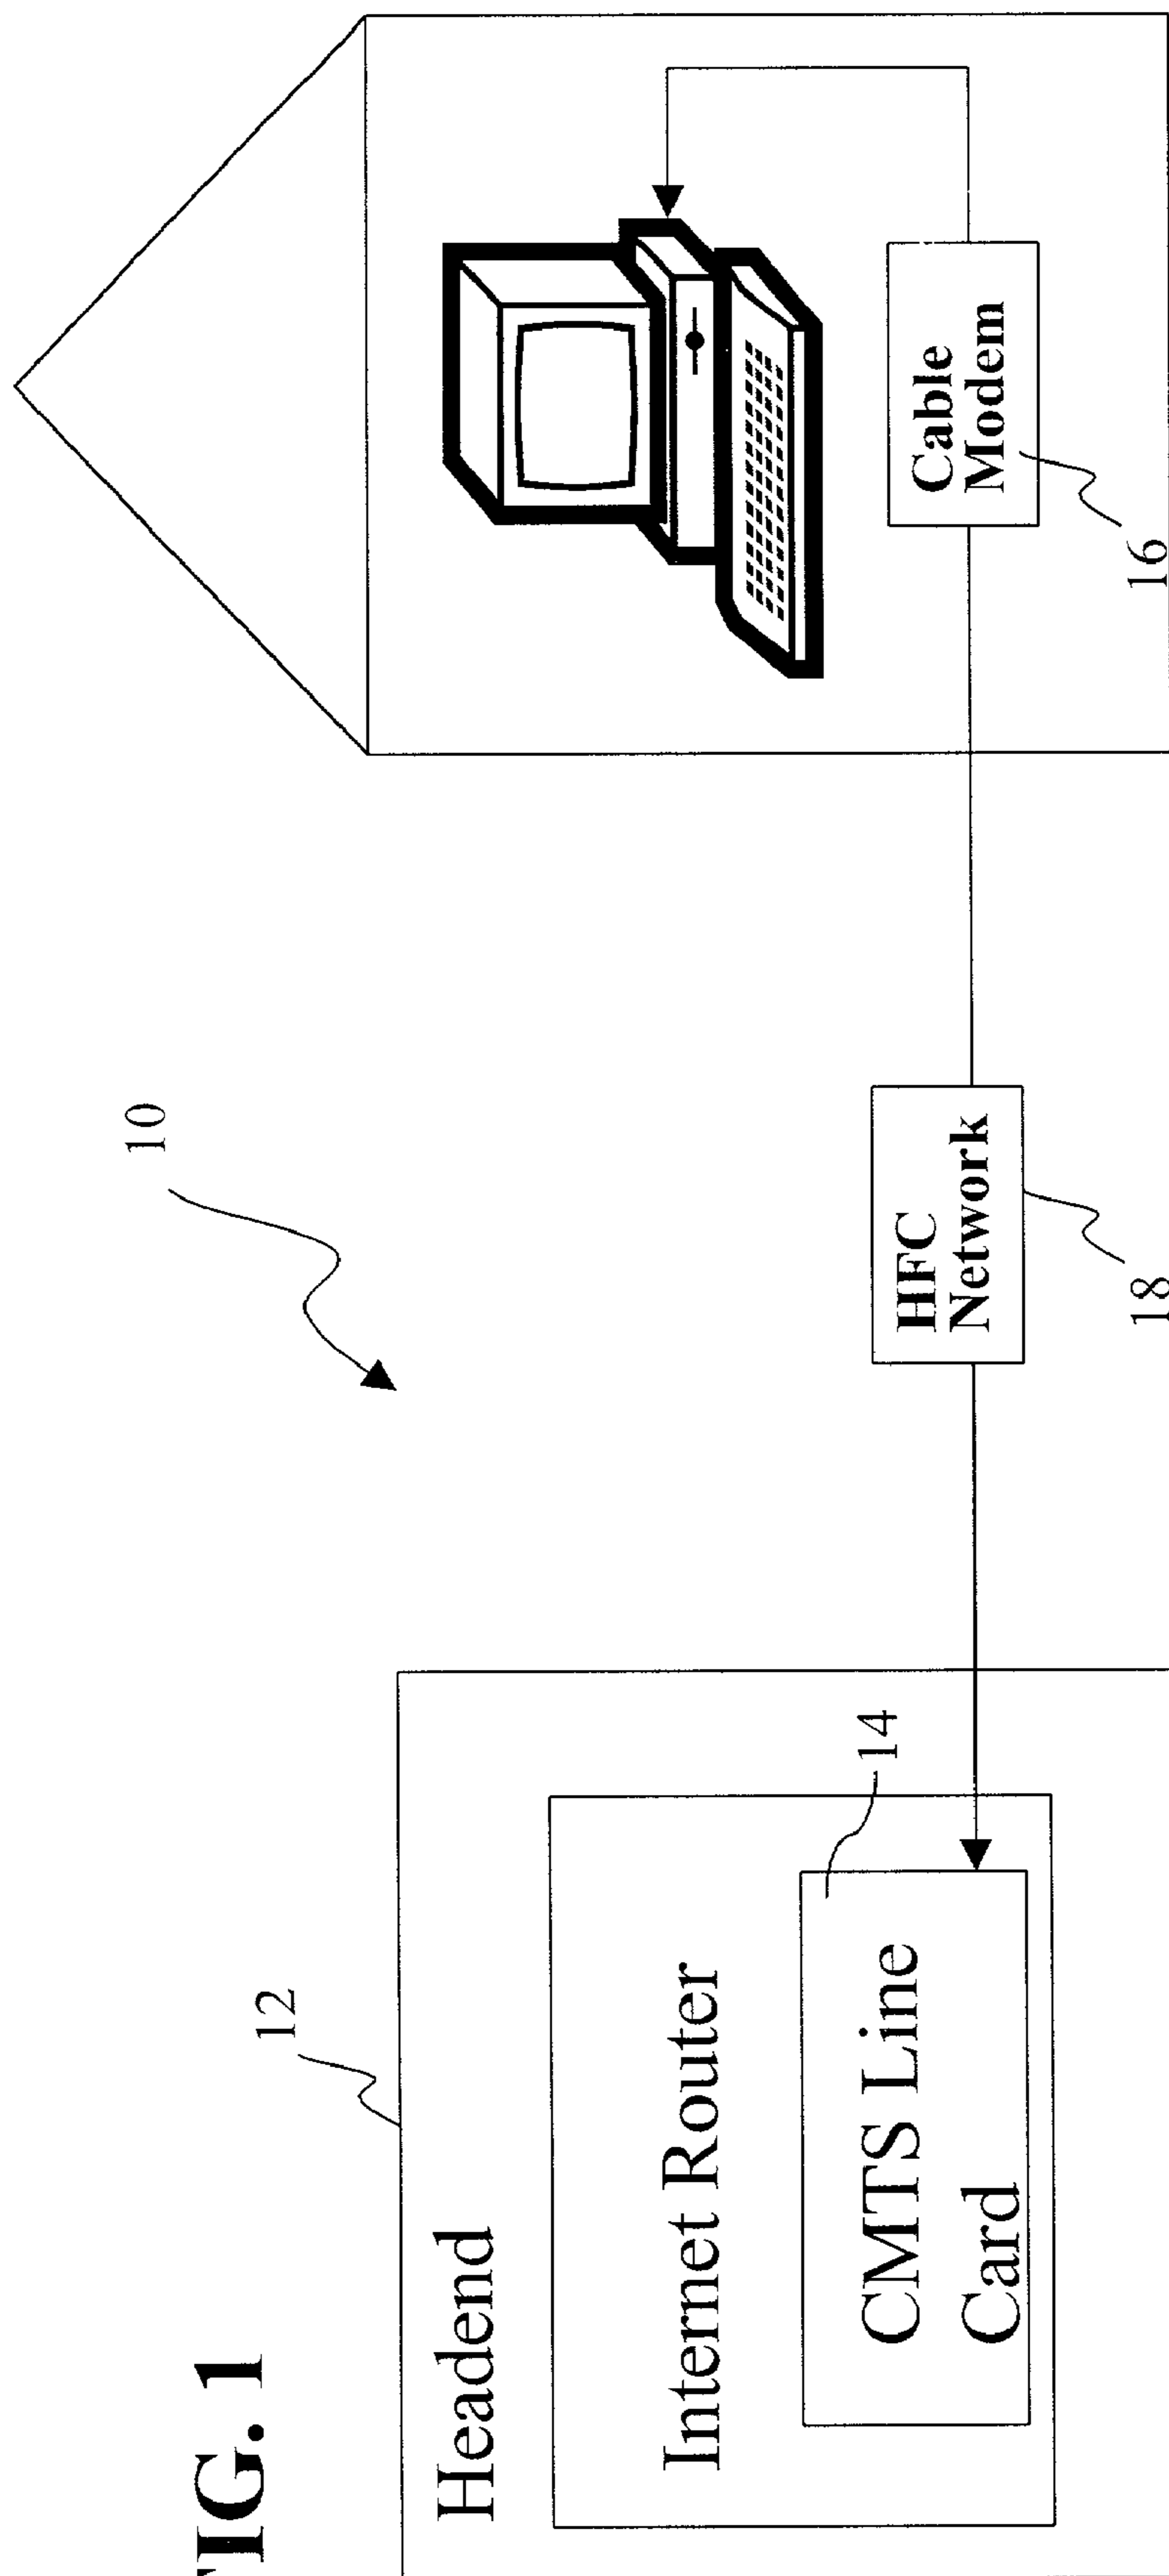 FIG. 1
10
12
Headend
Internet Router
14
CMTS Line
Card
HFC
Network
18
Cable
Modem
16